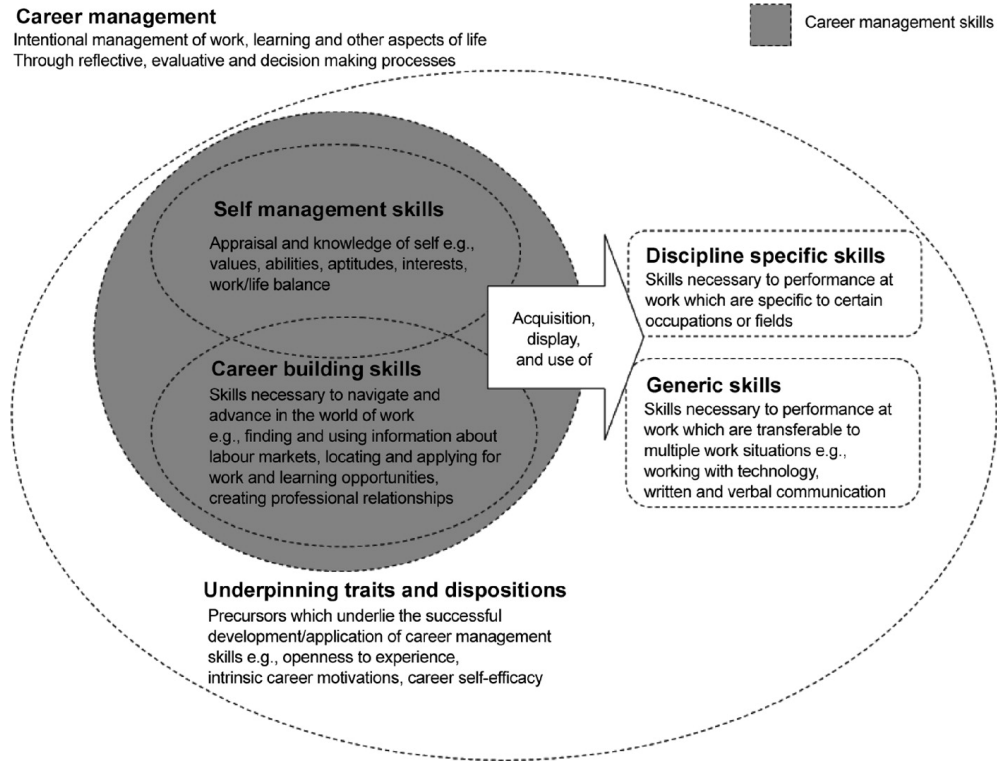 Career management
Intentional management of work, learning and other aspects of life
Through reflective, evaluative and decision making processes
Career management skills
Self management skills
Appraisal and knowledge of self e.g.,
values, abilities, aptitudes, interests,
work/life balance
Career building skills
Skills necessary to navigate and
advance in the world of work
e.g., finding and using information about
labour markets, locating and applying for
work and learning opportunities,
creating professional relationships
Acquisition,
display,
and use of
Discipline specific skills
Skills necessary to performance at
work which are specific to certain
occupations or fields
Generic skills
Skills necessary to performance at
work which are transferable to
multiple work situations e.g.,
working with technology,
written and verbal communication
Underpinning traits and dispositions
Precursors which underlie the successful
development/application of career management
skills e.g., openness to experience,
intrinsic career motivations, career self-efficacy